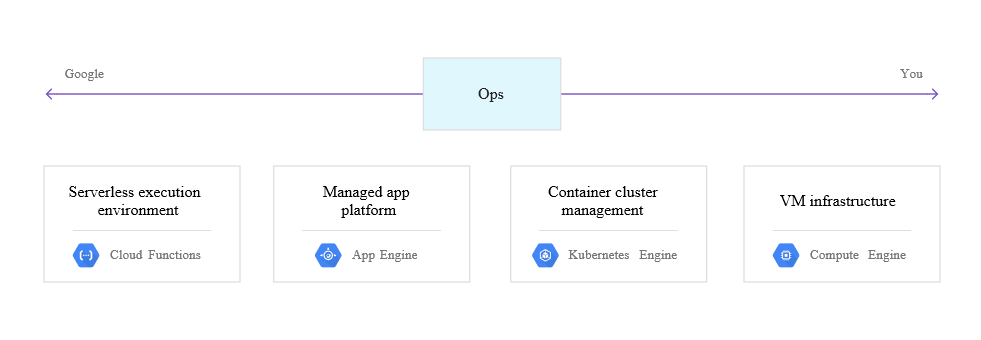 Google
You
Ops
Serverless execution
environment
Cloud Functions
Managed app
platform
App Engine
Container cluster
management
Kubernetes Engine
VM infrastructure
Compute Engine